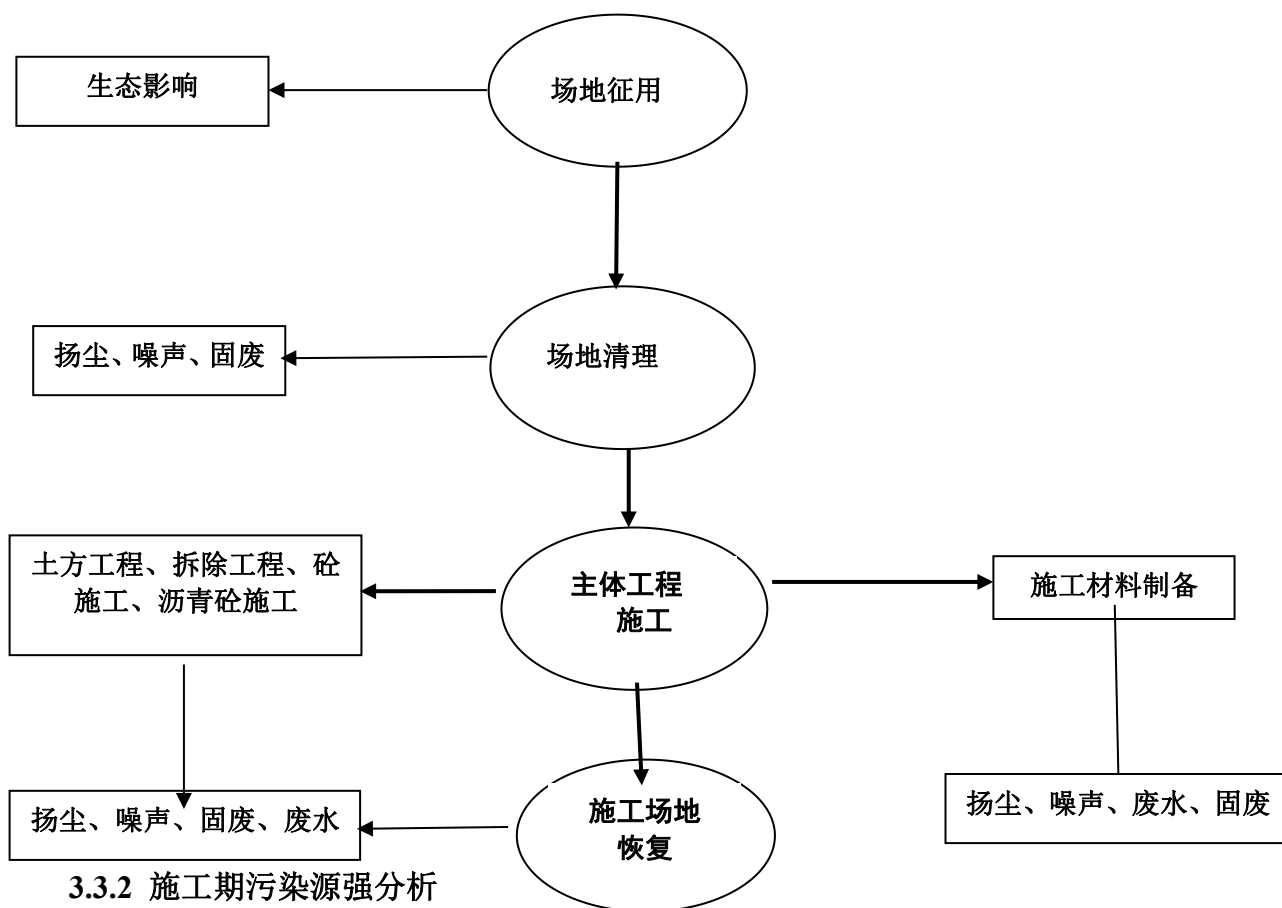 生态影响
场地征用
扬尘、噪声、固废
场地清理
土方工程、拆除工程、砼
施工、沥青砼施工
主体工程
施工
施工材料制备
扬尘、噪声、固废、废水
施工场地
恢复
扬尘、噪声、废水、固废
3.3.2 施工期污染源强分析